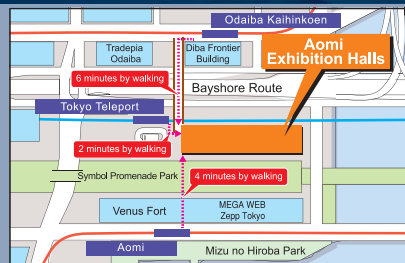 Odaiba Kaihinkoen
Tradepia
Odaiba
Diba Frontier
Building
Aomi
Exhibition Halls
6 minutes by walking
Bayshore Route
Tokyo Teleport
2 minutes by walking
Symbol Promenade Park
4 minutes by walking
Venus Fort
MEGA WEB
Zepp Tokyo
Aomi
Mizu no Hiroba Park